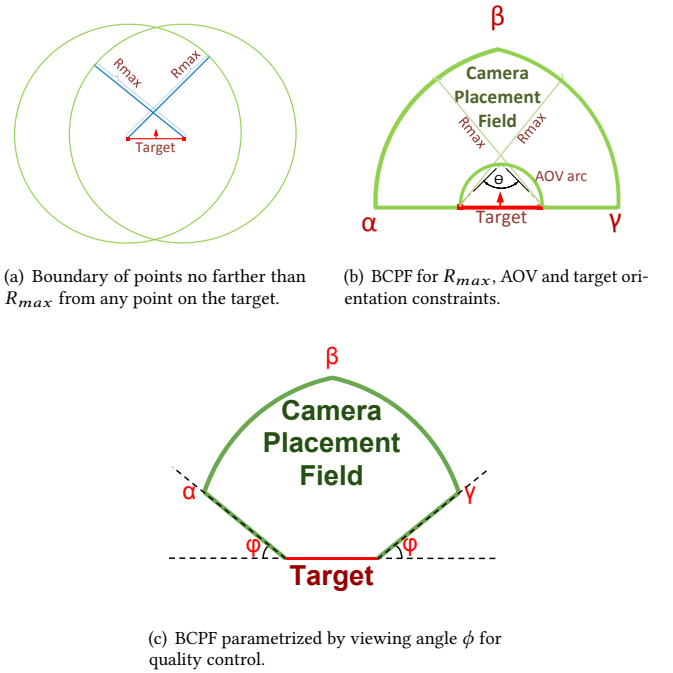 Rmax
Rmax
Target
(a) Boundary of points no farther than
Rmax from any point on the target.
β
Camera
Placement
Field
Rmax
Rmax
θ
AOV arc
Target
α
γ
(b) BCPF for Rmax, AOV and target ori-
entation constraints.
β
Camera
Placement
Field
α
γ
φ
φ
Target
(c) BCPF parametrized by viewing angle ϕ for
quality control.